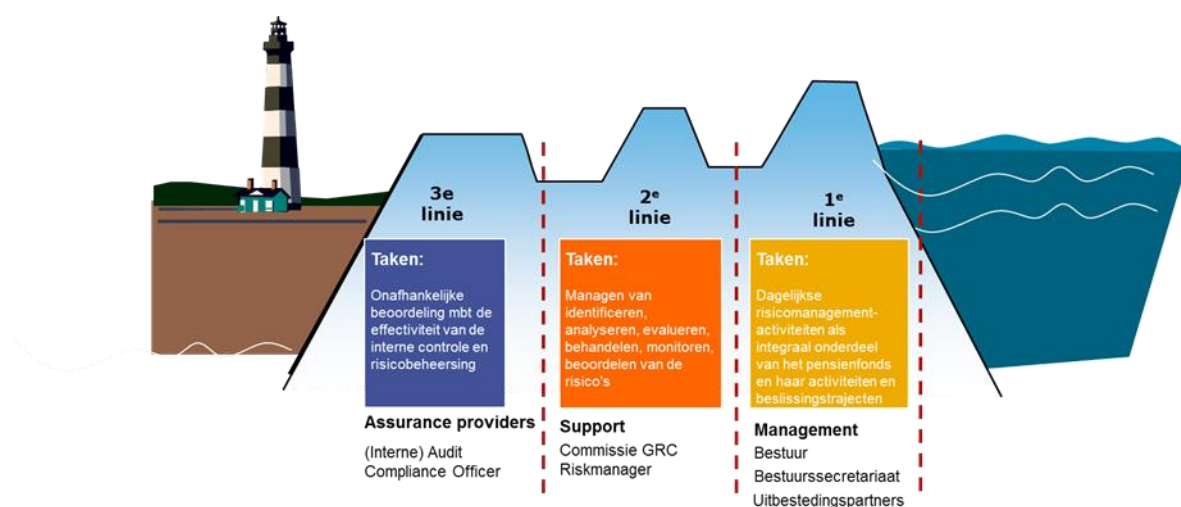 3e
linie
Taken:
Onafhankelijke
beoordeling mbt de
effectiviteit van de
interne controle en
risicobeheersing
Assurance providers
(Interne) Audit
Compliance Officer
2e
linie
Taken:
Managen van
identificeren,
analyseren, evalueren,
behandelen, monitoren,
beoordelen van de
risico's
Support
Commissie GRC
Riskmanager
1e
linie
Taken:
Dagelijkse
risicomanagement-
activiteiten als
integraal onderdeel
van het pensienfonds
en haar activiteiten en
beslissingstrajecten
Management
Bestuur
Bestuurssecretariaat
Uitbestedingspartners